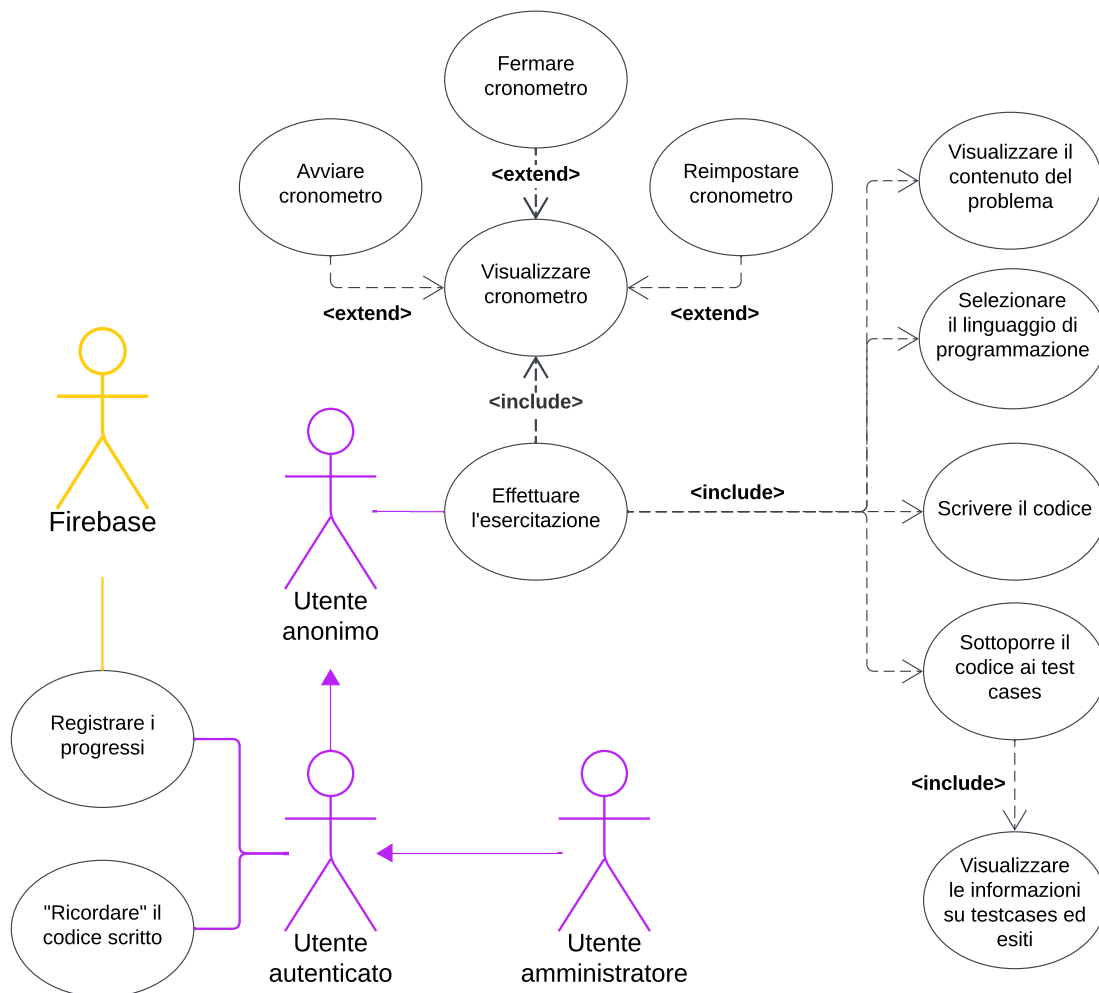 Fermare
cronometro
Avviare
cronometro
<extend>
Reimpostare
cronometro
Visualizzare il
contenuto del
problema
Visualizzare
cronometro
<extend>
<extend>
Selezionare
il linguaggio di
programmazione
<include>
Firebase
Effettuare
l'esercitazione
<include>
Scrivere il codice
Utente
anonimo
Sottoporre il
codice ai test
cases
Registrare i
progressi
<include>
"Ricordare" il
codice scritto
Utente
autenticato
Utente
amministratore
Visualizzare
le informazioni
su testcases ed
esiti